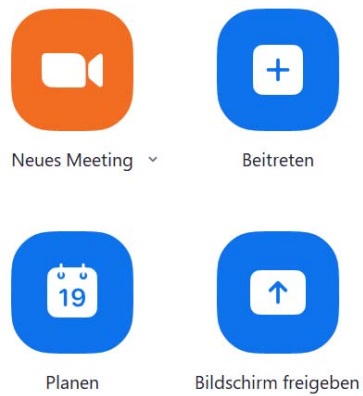 Neues Meeting
Beitreten
19
Planen
Bildschirm freigeben